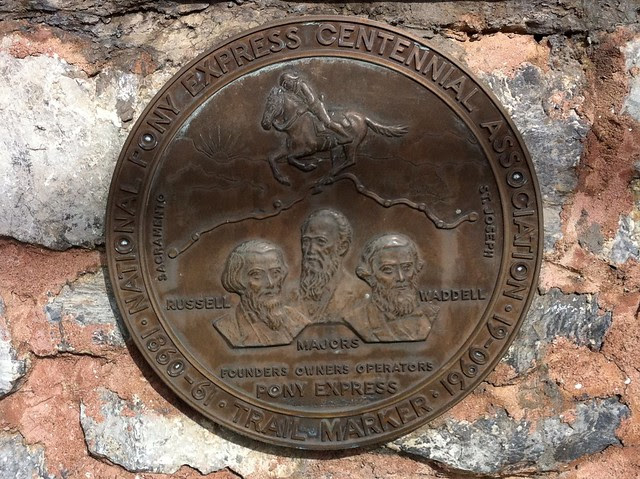 NATIONAL PONY EXPRESS CENTENNIAL ASSOCIATION
SACRAMENTO
ST. JOSEPH
RUSSELL
WADDELL
MAJORS
FOUNDERS OWNERS OPERATORS
PONY EXPRESS
· 1860-61 · TRAIL MARKER · 1960-61 ·